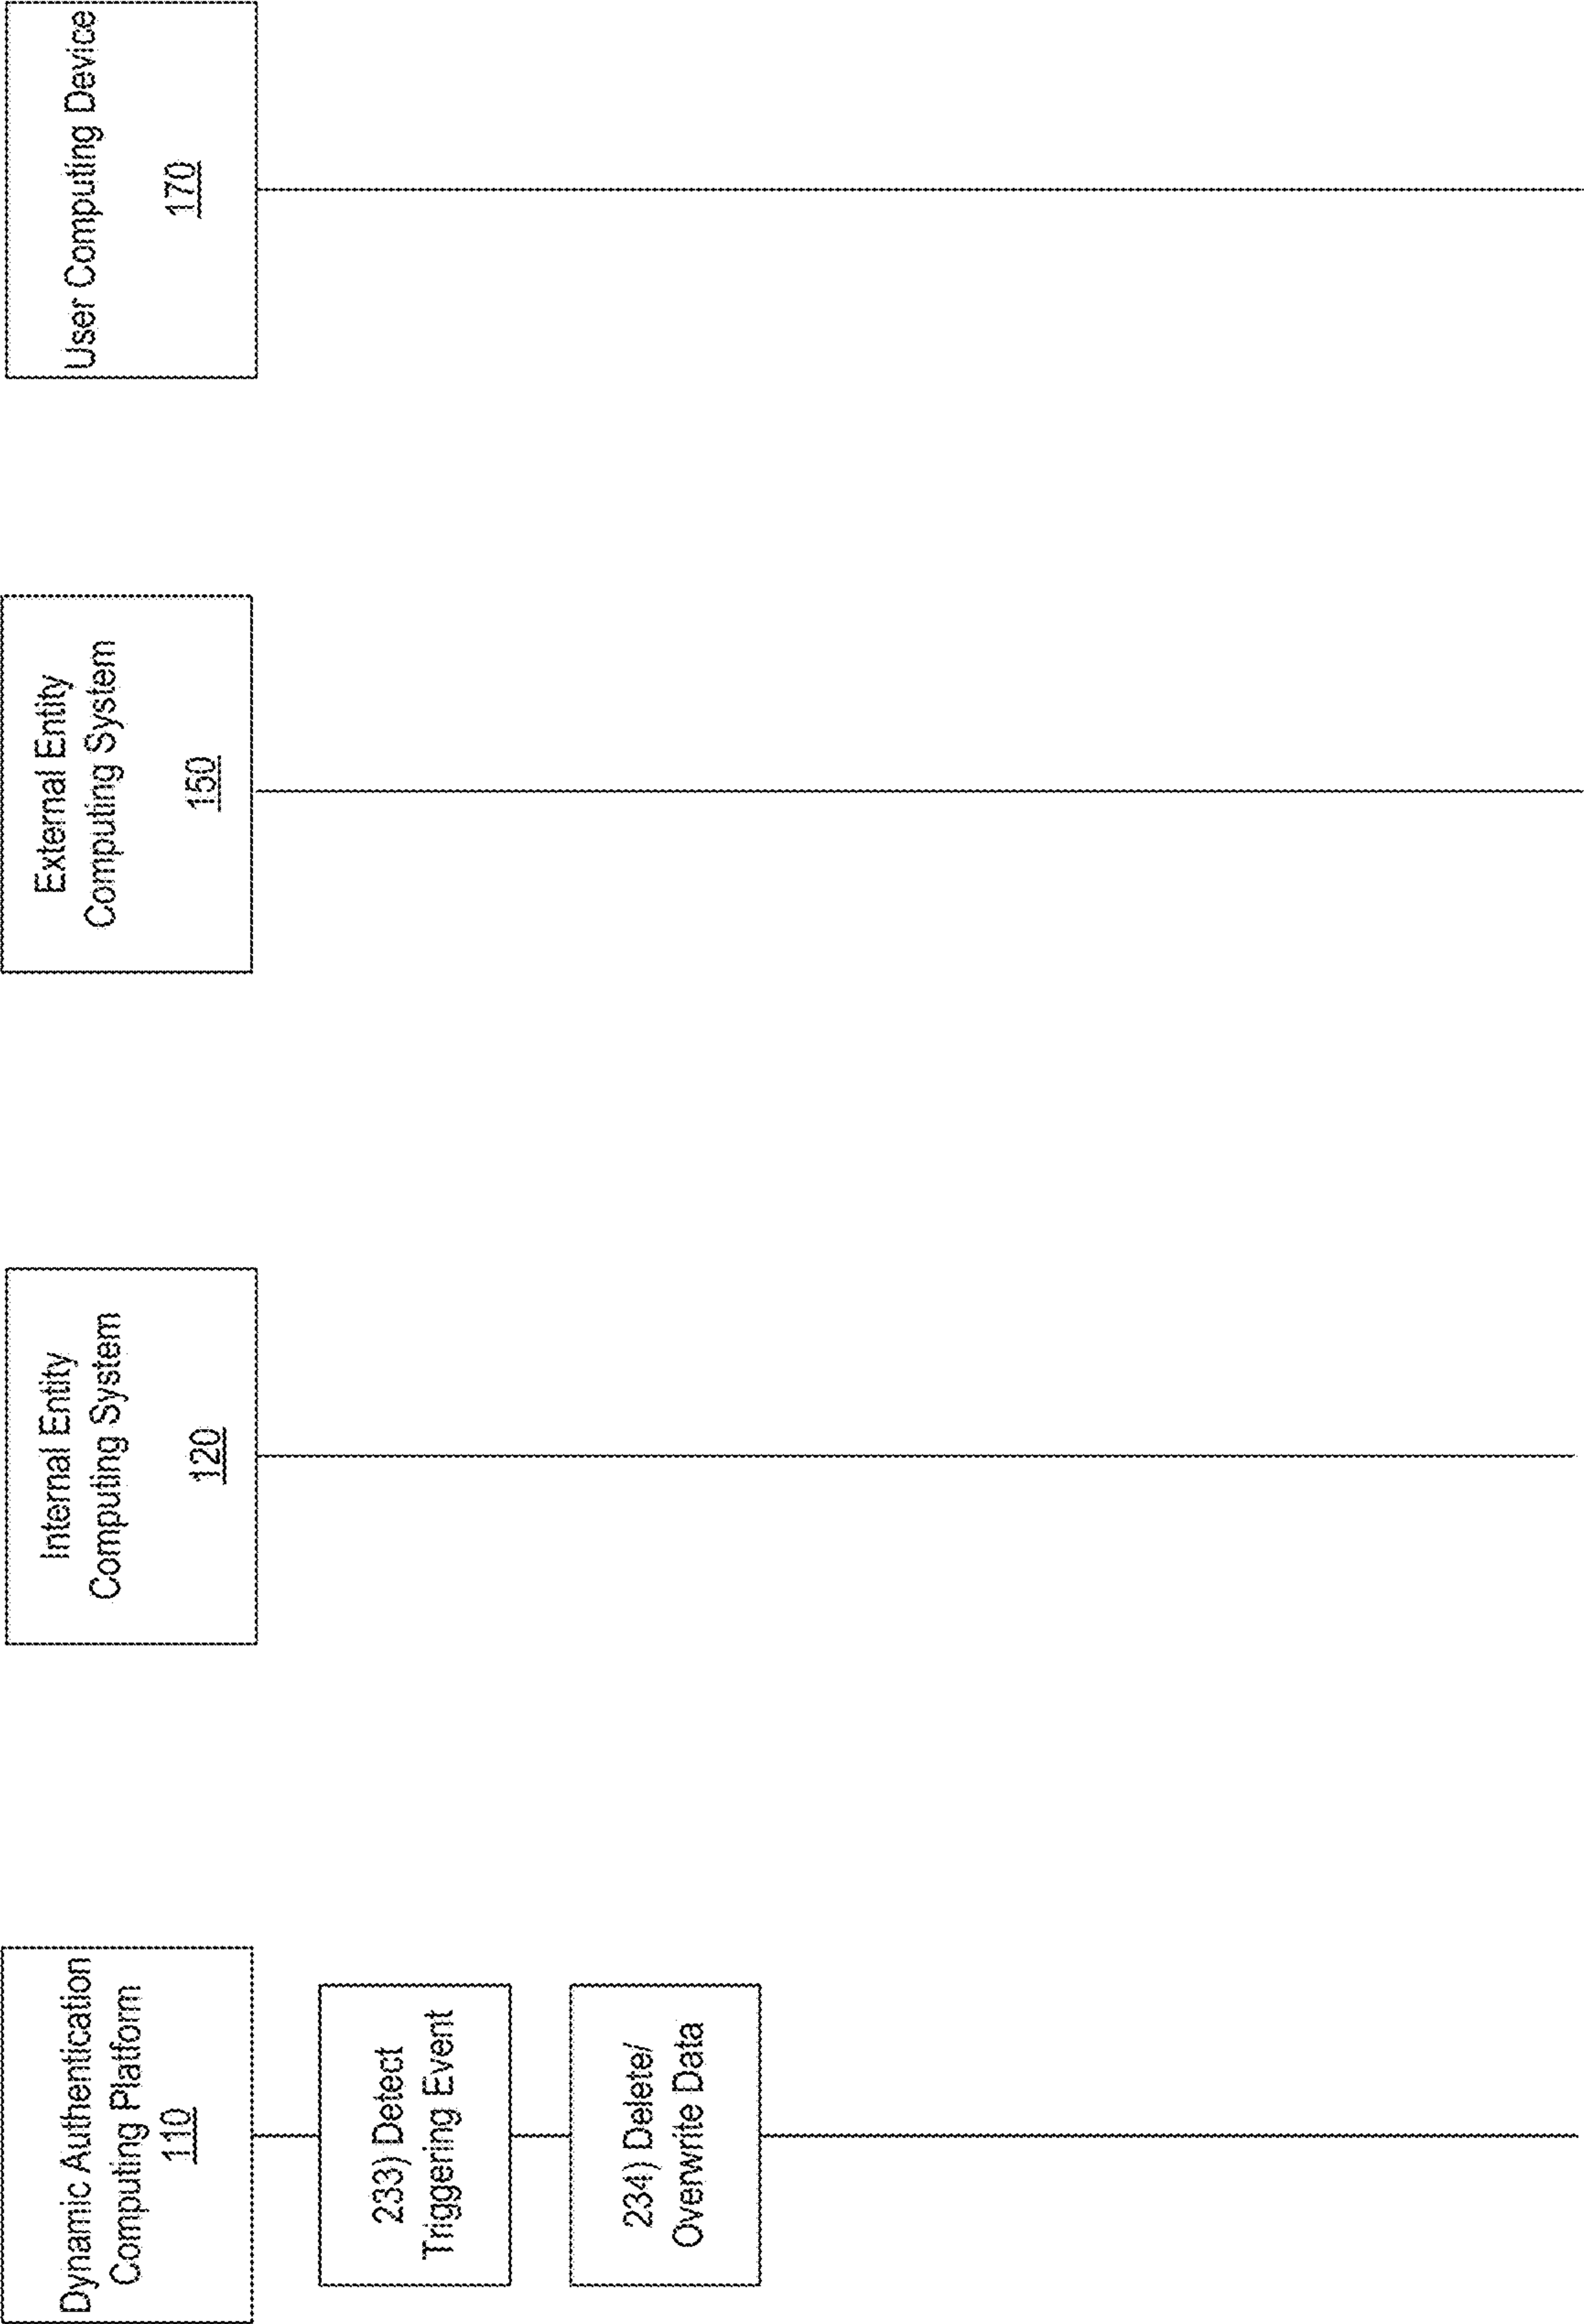 Dynamic Authentication
Computing Platform
110
Internal Entity
Computing System
120
External Entity
Computing System
150
User Computing Device
170
233) Detect
Triggering Event
234) Delete/
Overwrite Data